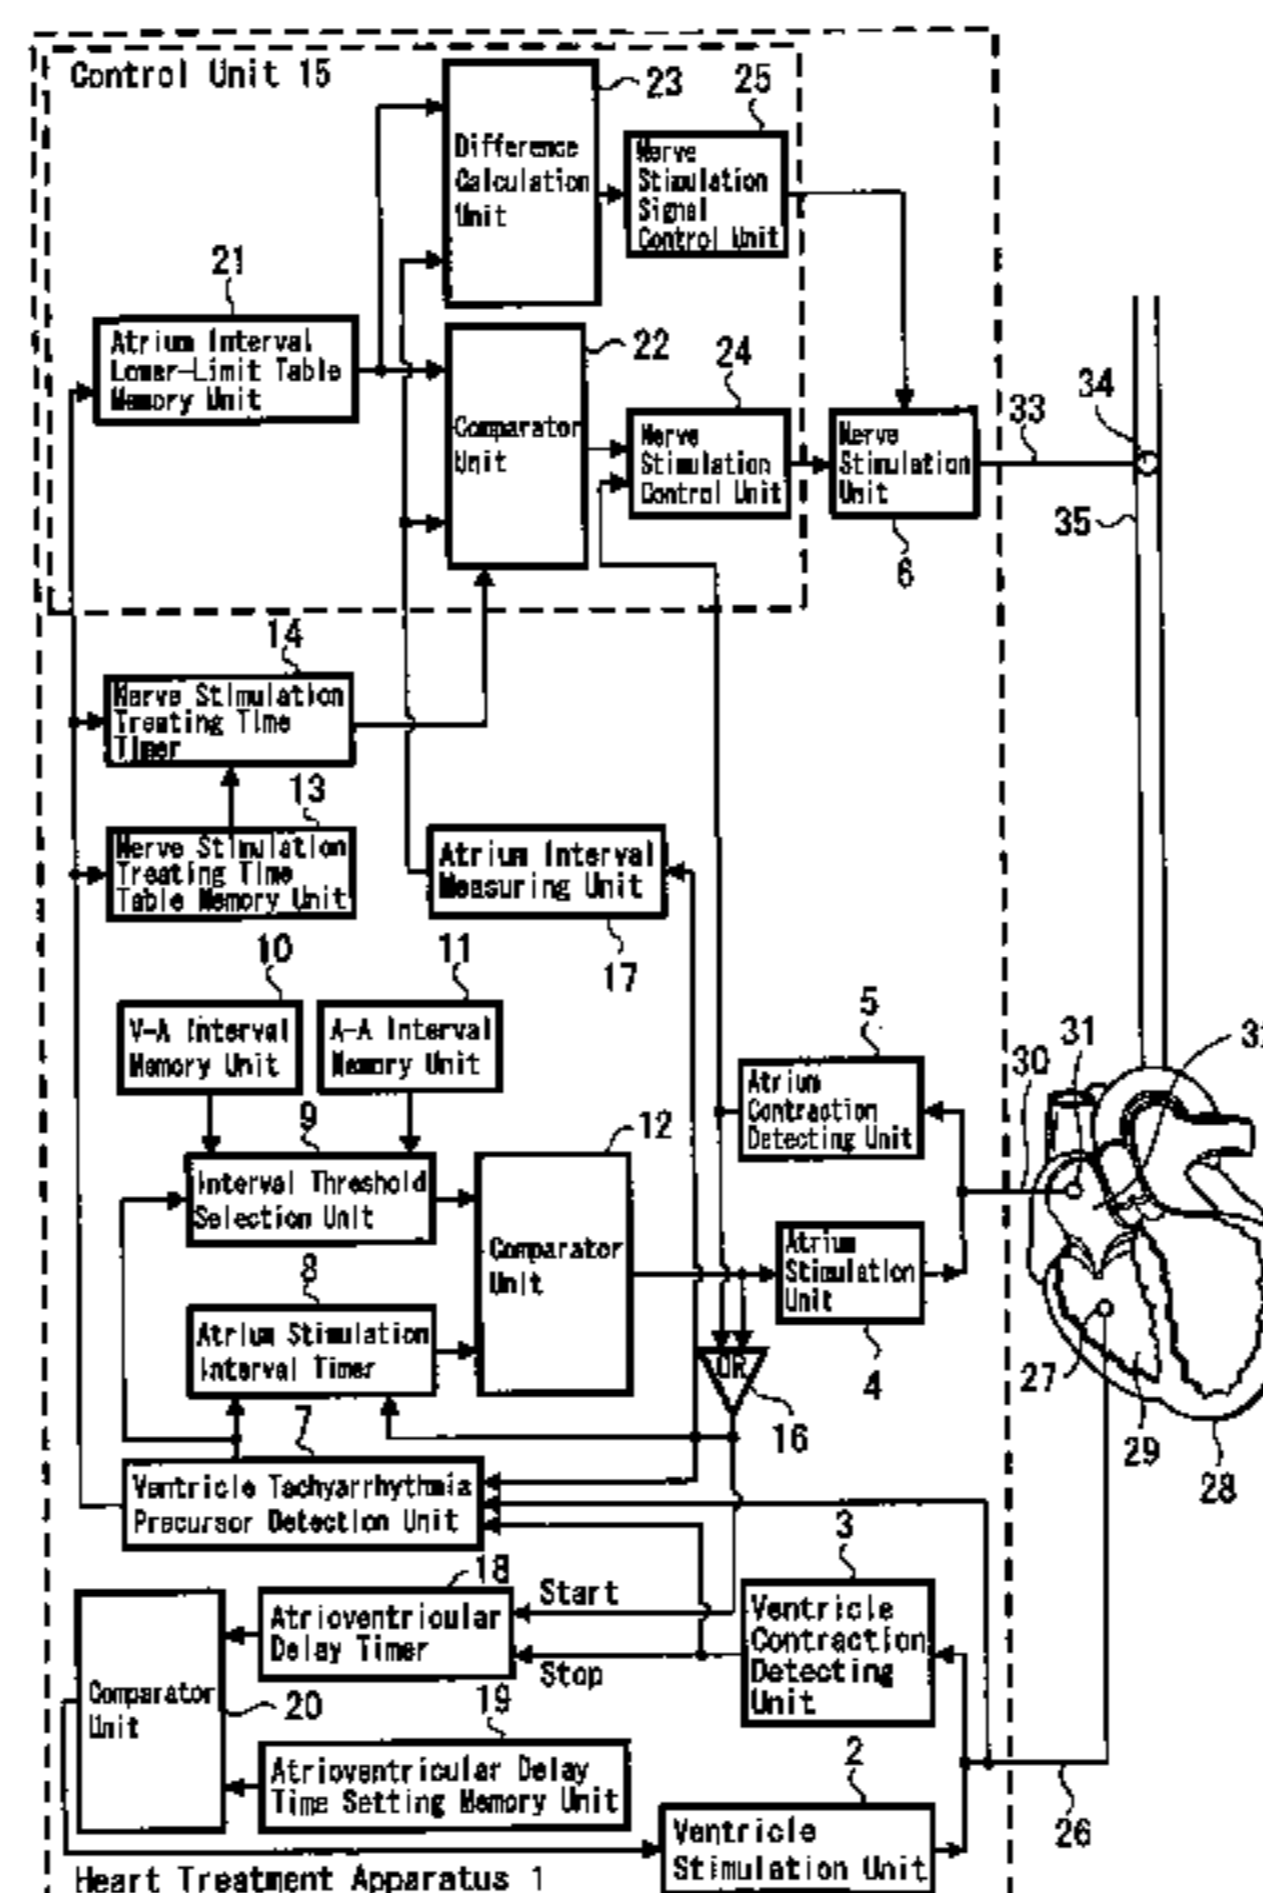 Control Unit 15
23
25
Difference
Calculation
Unit
Nerve
Stimulation
Signal
Control Unit
21
Atrium Interval
Lower-Limit Table
Memory Unit
22
24
Comparator
Unit
Nerve
Stimulation
Control Unit
Nerve
Stimulation
Unit
33
34
35
6
14
Nerve Stimulation
Treating Time
Timer
13
Nerve Stimulation
Treating Time
Table Memory Unit
Atrium Interval
Measuring Unit
17
10
11
V-A Interval
Memory Unit
A-A Interval
Memory Unit
5
Atrium
Contraction
Detecting Unit
30
31
9
12
Interval Threshold
Selection Unit
Comparator
Unit
8
Atrium Stimulation
Interval Timer
Atrium
Stimulation
Unit
4
OR
16
27
29
28
7
Ventricle Tachyarrhythmia
Precursor Detection Unit
3
18
Atrioventricular
Delay Timer
Start
Stop
Ventricle
Contraction
Detecting
Unit
Comparator
Unit
20
19
Atrioventricular Delay
Time Setting Memory Unit
2
Ventricle
Stimulation Unit
26
Heart Treatment Apparatus 1